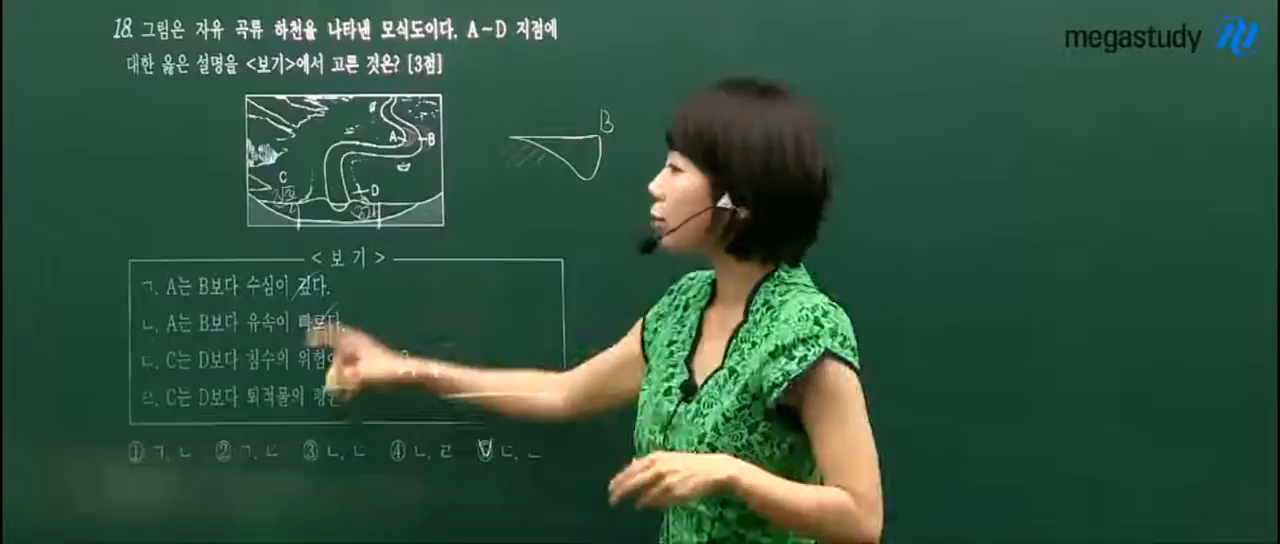 18. 그림은 자유 곡류 하천을 나타낸 모식도이다. A~D 지점에
대한 옳은 설명을 <보기>에서 고른 것은? [3점]
megastudy
A B
C
D
B
< 보 기 >
ㄱ. A는 B보다 수심이 깊다.
ㄴ. A는 B보다 유속이 빠르다.
C는 D보다 침수의 위험
C는 D보다 퇴적물의 평균
① ㄱ, ㄴ ② ㄱ, ㄷ ③ ㄴ, ㄷ ④ ㄴ, ㄹ